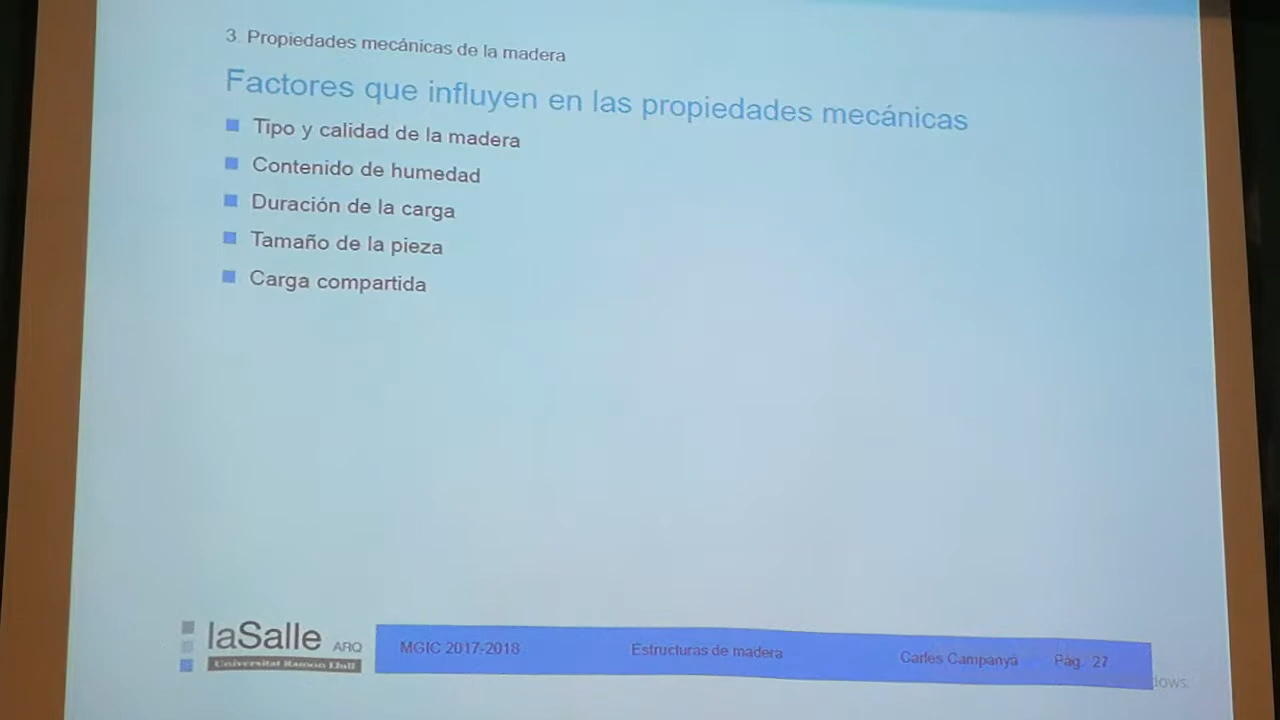 3. Propiedades mecánicas de la madera
Factores que influyen en las propiedades mecánicas
Tipo y calidad de la madera
Contenido de humedad
Duración de la carga
Tamaño de la pieza
Carga compartida
laSalle ARQ
Universitat Ramon Llull
MGIC 2017-2018 Estructuras de madera Carles Campanyà Pág. 27